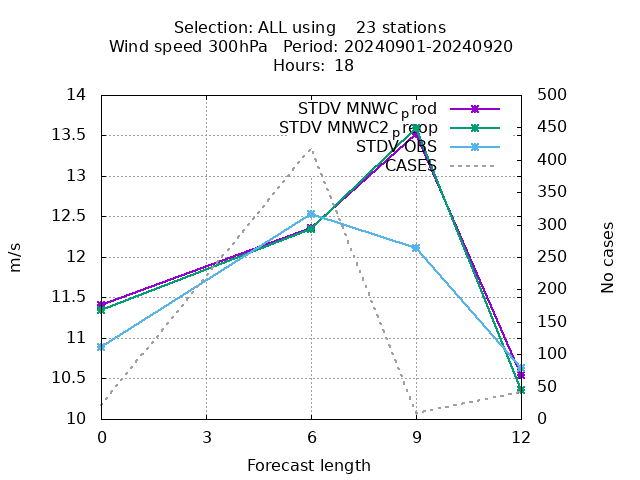 Selection: ALL using    23 stations
Wind speed 300hPa   Period: 20240901-20240920
Hours: 18
STDV MNWC_prod
STDV MNWC2_preop
STDV OBS
CASES
14
13.5
13
12.5
12
11.5
11
10.5
10
500
450
400
350
300
250
200
150
100
50
0
m/s
No cases
0 3 6 9 12
Forecast length